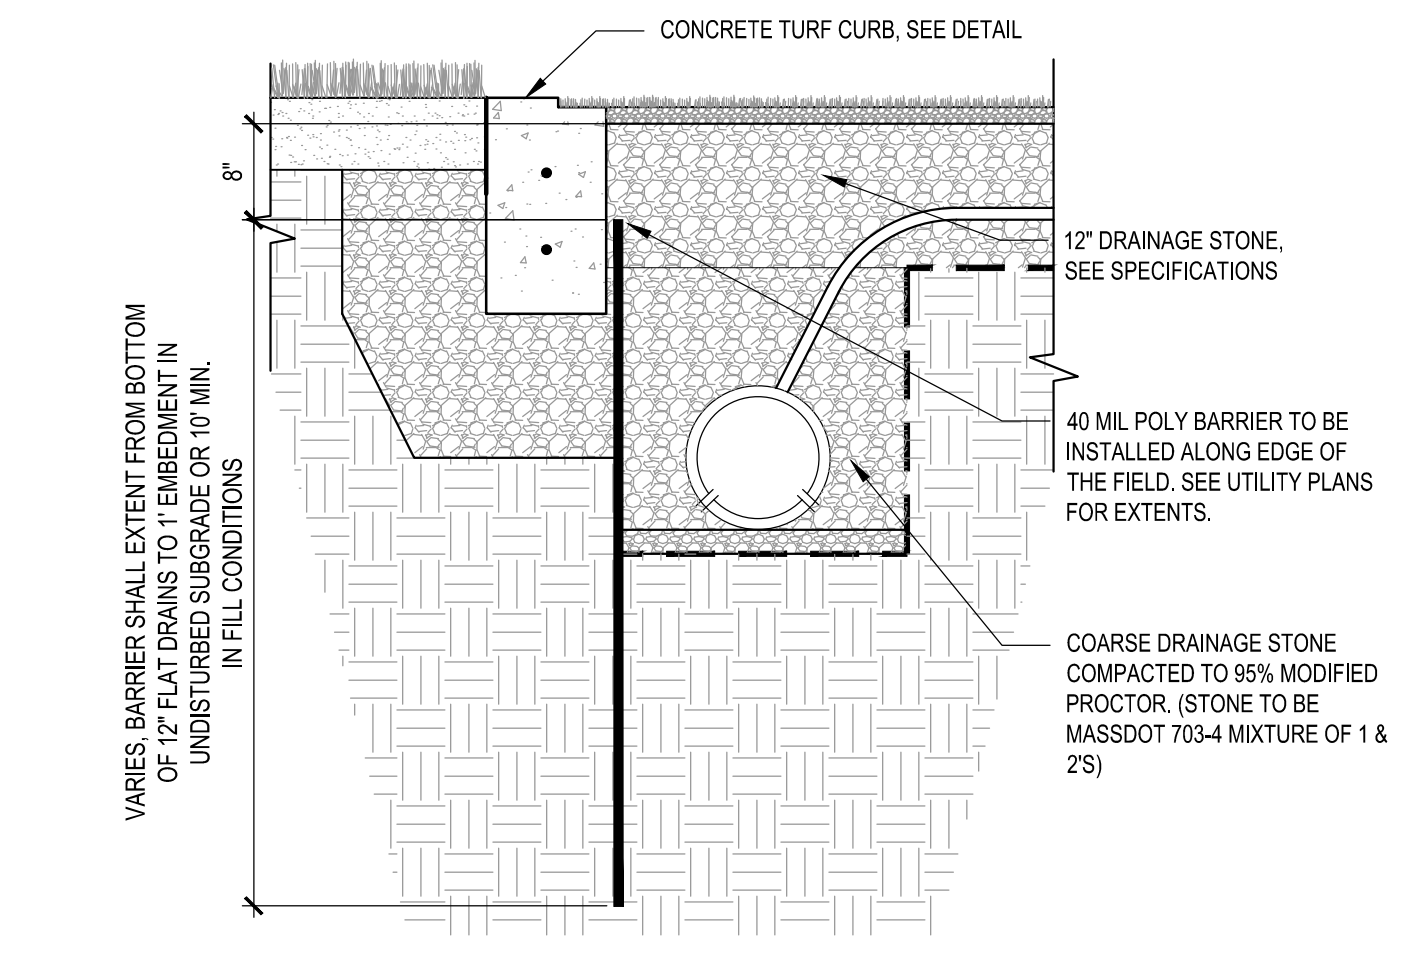 CONCRETE TURF CURB, SEE DETAIL
8"
12" DRAINAGE STONE,
SEE SPECIFICATIONS
VARIES, BARRIER SHALL EXTENT FROM BOTTOM
OF 12" FLAT DRAINS TO 1' EMBEDMENT IN
UNDISTURBED SUBGRADE OR 10' MIN.
IN FILL CONDITIONS
40 MIL POLY BARRIER TO BE
INSTALLED ALONG EDGE OF
THE FIELD. SEE UTILITY PLANS
FOR EXTENTS.
COARSE DRAINAGE STONE
COMPACTED TO 95% MODIFIED
PROCTOR. (STONE TO BE
MASSDOT 703-4 MIXTURE OF 1 &
2'S)